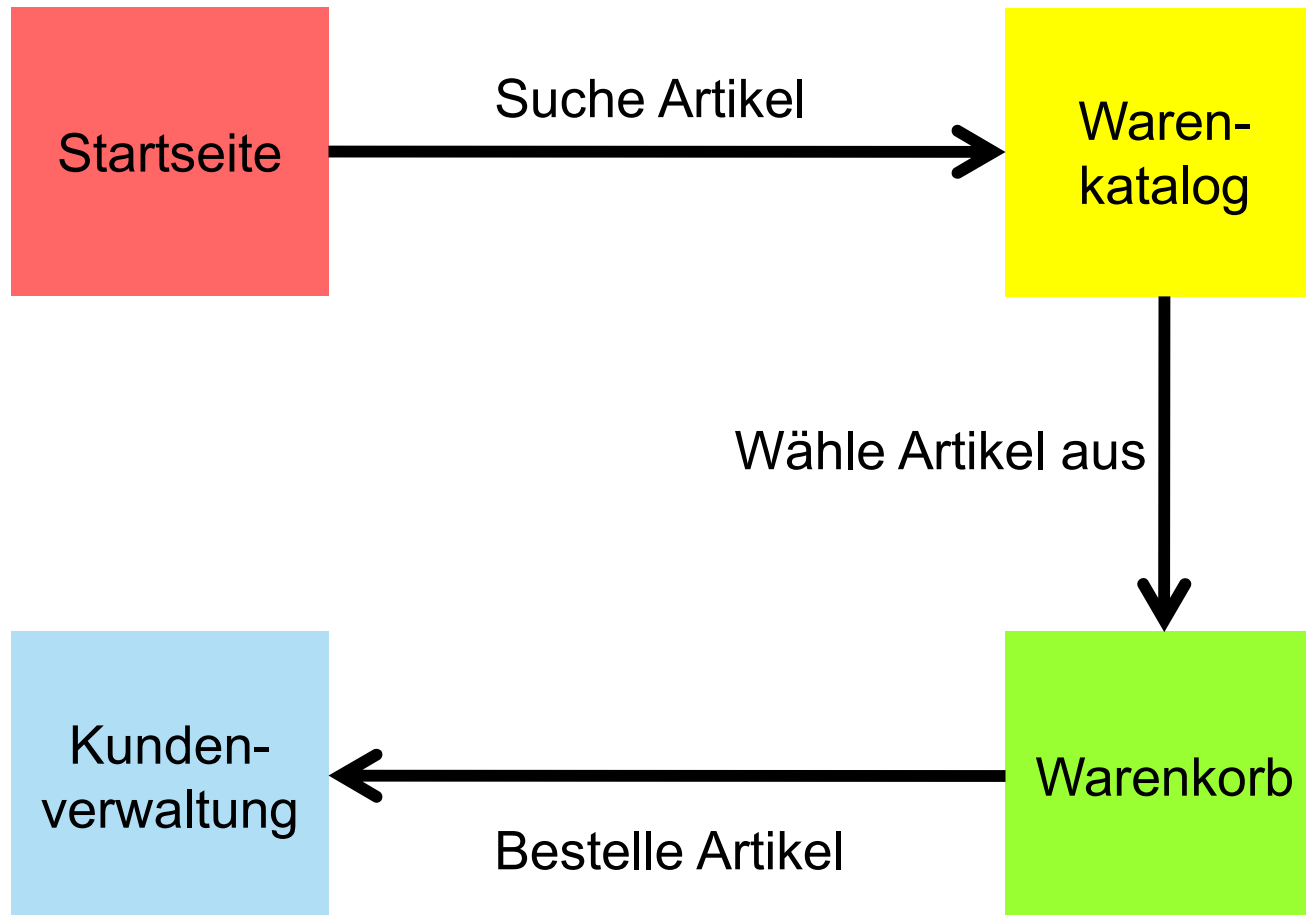 Startseite
Suche Artikel
Waren-
katalog
Wähle Artikel aus
Kunden-
verwaltung
Bestelle Artikel
Warenkorb